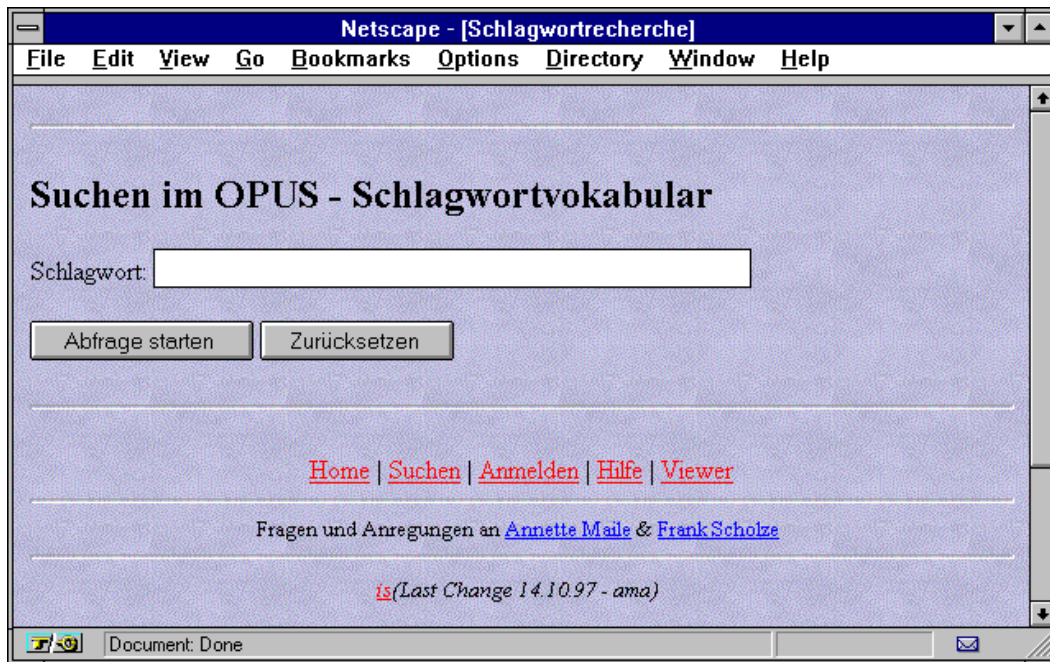 Netscape - [Schlagwortrecherche]
File Edit View Go Bookmarks Options Directory Window Help
Suchen im OPUS - Schlagwortvokabular
Schlagwort:
Abfrage starten Zurücksetzen
Home | Suchen | Anmelden | Hilfe | Viewer
Fragen und Anregungen an Annette Maile & Frank Scholze
is(Last Change 14.10.97 - ama)
Document: Done